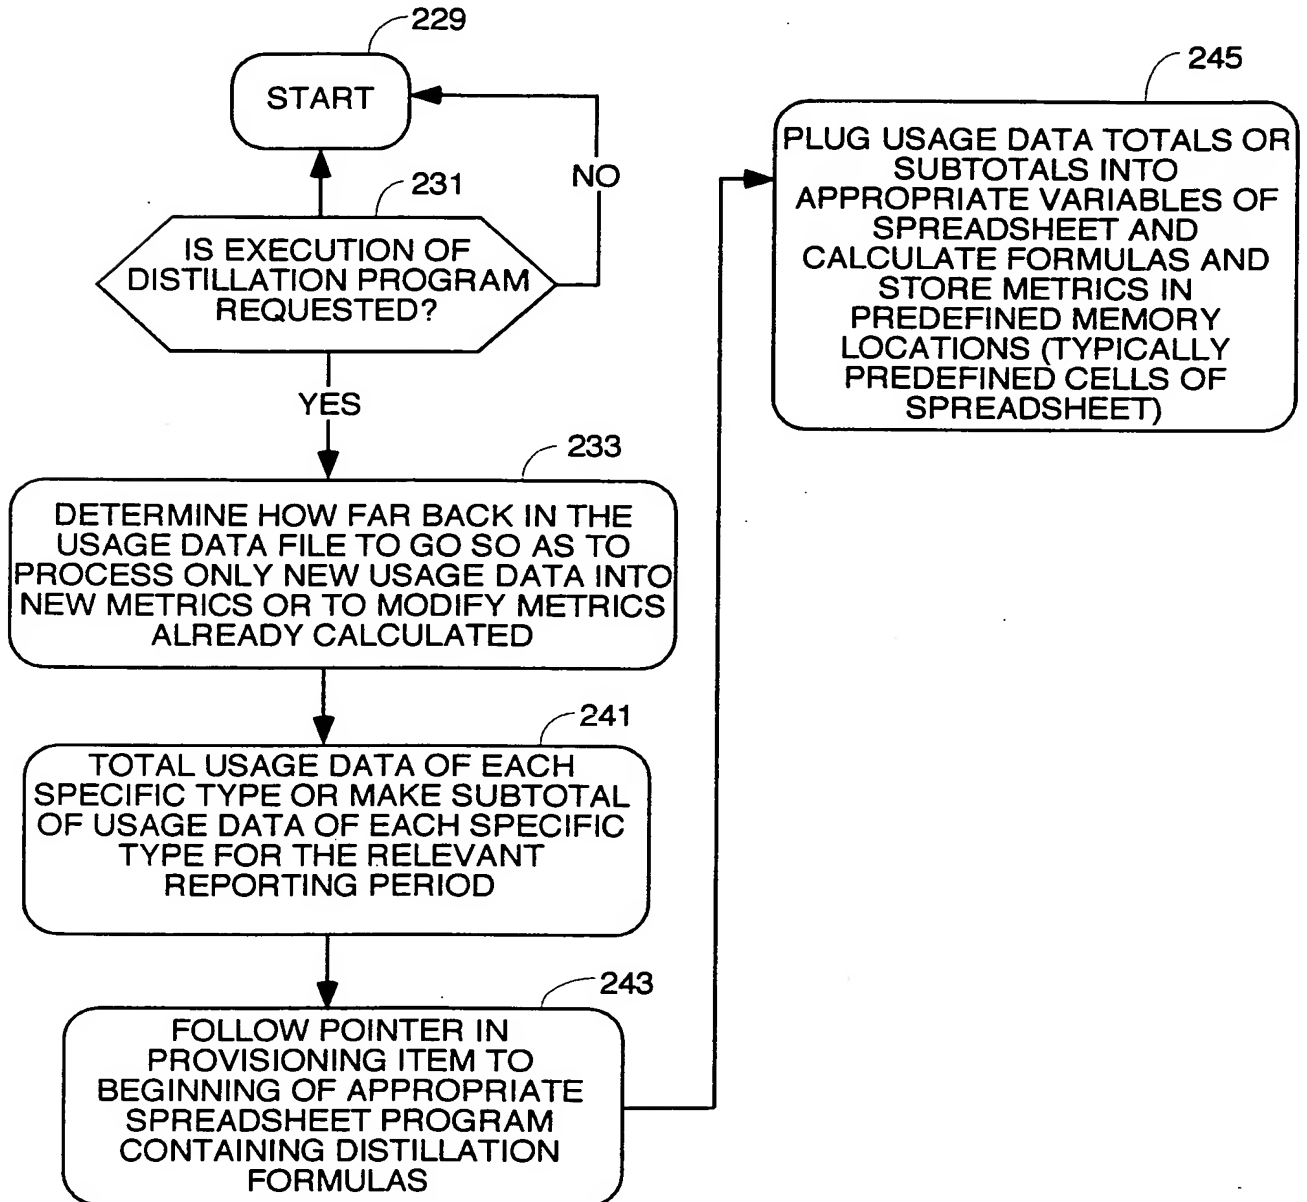 229
START
NO
231
IS EXECUTION OF
DISTILLATION PROGRAM
REQUESTED?
YES
233
DETERMINE HOW FAR BACK IN THE
USAGE DATA FILE TO GO SO AS TO
PROCESS ONLY NEW USAGE DATA INTO
NEW METRICS OR TO MODIFY METRICS
ALREADY CALCULATED
241
TOTAL USAGE DATA OF EACH
SPECIFIC TYPE OR MAKE SUBTOTAL
OF USAGE DATA OF EACH SPECIFIC
TYPE FOR THE RELEVANT
REPORTING PERIOD
243
FOLLOW POINTER IN
PROVISIONING ITEM TO
BEGINNING OF APPROPRIATE
SPREADSHEET PROGRAM
CONTAINING DISTILLATION
FORMULAS
245
PLUG USAGE DATA TOTALS OR
SUBTOTALS INTO
APPROPRIATE VARIABLES OF
SPREADSHEET AND
CALCULATE FORMULAS AND
STORE METRICS IN
PREDEFINED MEMORY
LOCATIONS (TYPICALLY
PREDEFINED CELLS OF
SPREADSHEET)